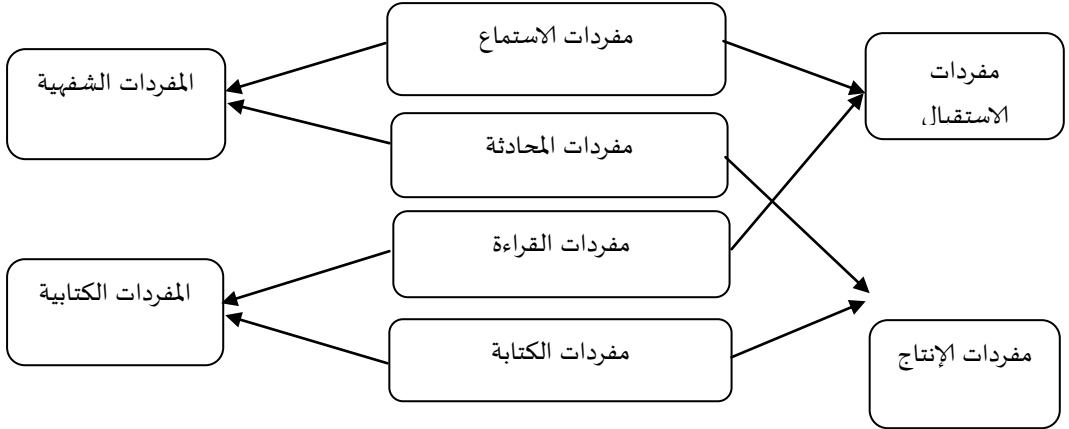 مفردات الاستماع
مفردات
الاستقبال
المفردات الشفهية
مفردات المحادثة
مفردات القراءة
المفردات الكتابية
مفردات الكتابة
مفردات الإنتاج